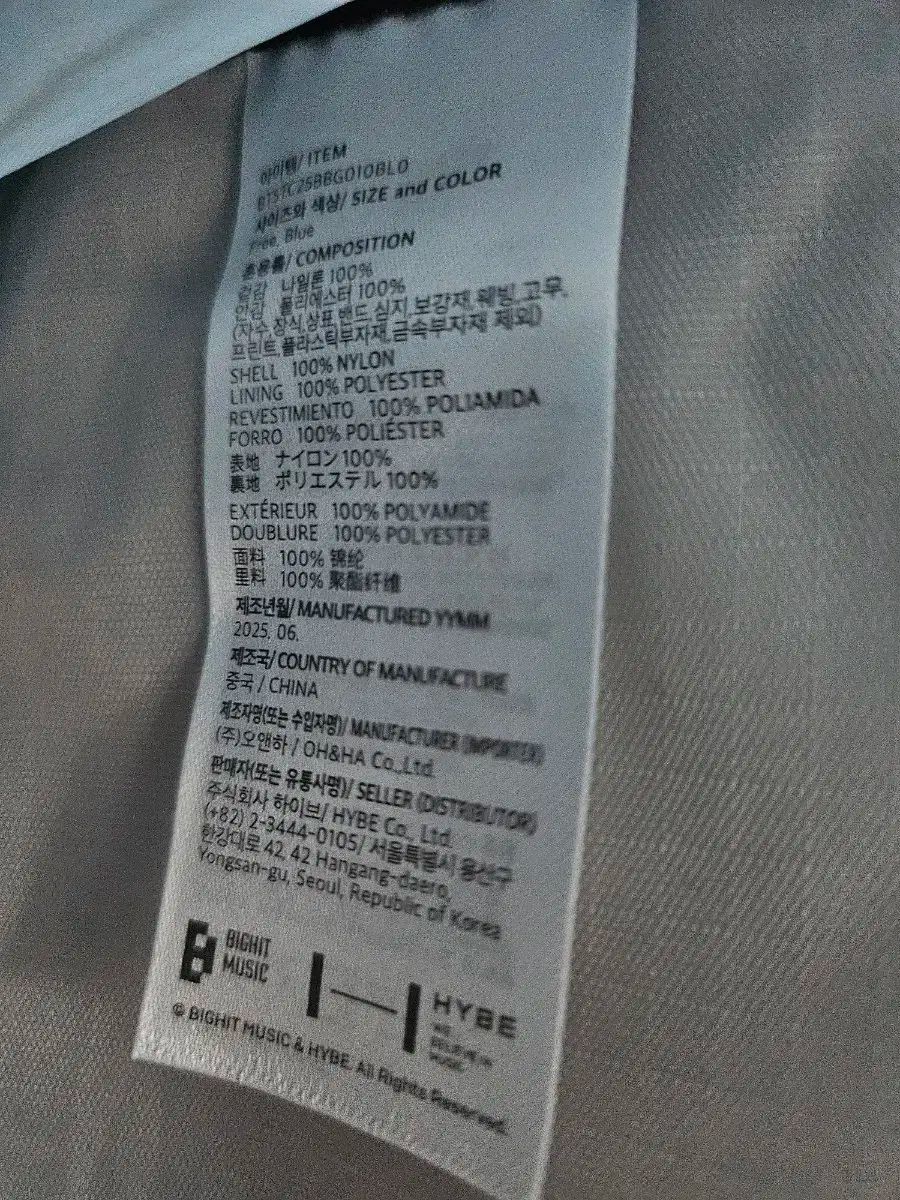 아이템/ ITEM
BTSTC25BBG010BL0
사이즈와 색상/ SIZE and COLOR
Free, Blue
혼용률/ COMPOSITION
겉감 나일론 100%
안감 폴리에스터 100%
(자수,장식,상표,밴드,심지,보강재,웨빙,고무,
프린트,플라스틱부자재,금속부자재 제외)
SHELL 100% NYLON
LINING 100% POLYESTER
REVESTIMIENTO 100% POLIAMIDA
FORRO 100% POLIÉSTER
表地 ナイロン 100%
裏地 ポリエステル 100%
EXTÉRIEUR 100% POLYAMIDE
DOUBLURE 100% POLYESTER
面料 100% 锦纶
里料 100% 聚酯纤维
제조년월/ MANUFACTURED YYMM
2025. 06.
제조국/ COUNTRY OF MANUFACTURE
중국 / CHINA
제조자명(또는 수입자명)/ MANUFACTURER (IMPORTER)
(주)오앤하 / OH&HA Co.,Ltd.
판매자(또는 유통사명)/ SELLER (DISTRIBUTOR)
주식회사 하이브/ HYBE Co., Ltd.
(+82) 2-3444-0105/ 서울특별시 용산구
한강대로 42, 42 Hangang-daero,
Yongsan-gu, Seoul, Republic of Korea
BIGHIT
MUSIC
HYBE
WE
BELIEVE IN
MUSIC
© BIGHIT MUSIC & HYBE. All Rights Reserved.